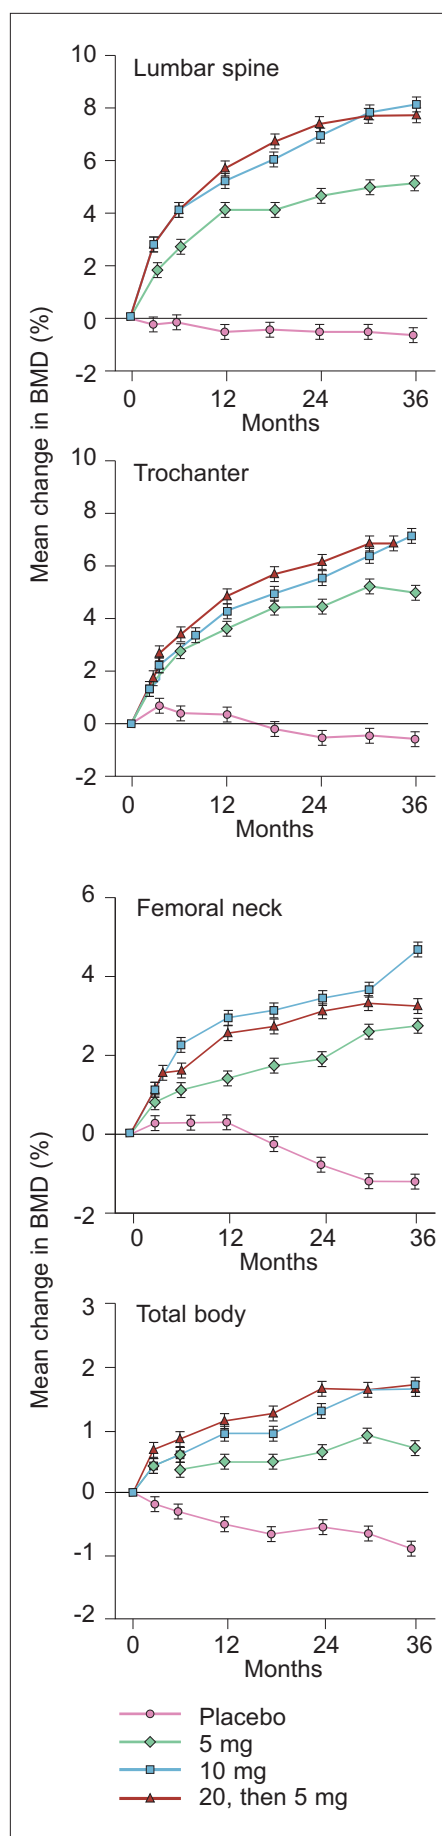 Mean change in BMD (%)
Lumbar spine
10
8
6
4
2
0
-2
0 12 24 36
Months
Trochanter
10
8
6
4
2
0
-2
0 12 24 36
Months
Mean change in BMD (%)
Femoral neck
6
4
2
0
-2
0 12 24 36
Months
Total body
3
2
1
0
-1
-2
0 12 24 36
Months
Placebo
5 mg
10 mg
20, then 5 mg